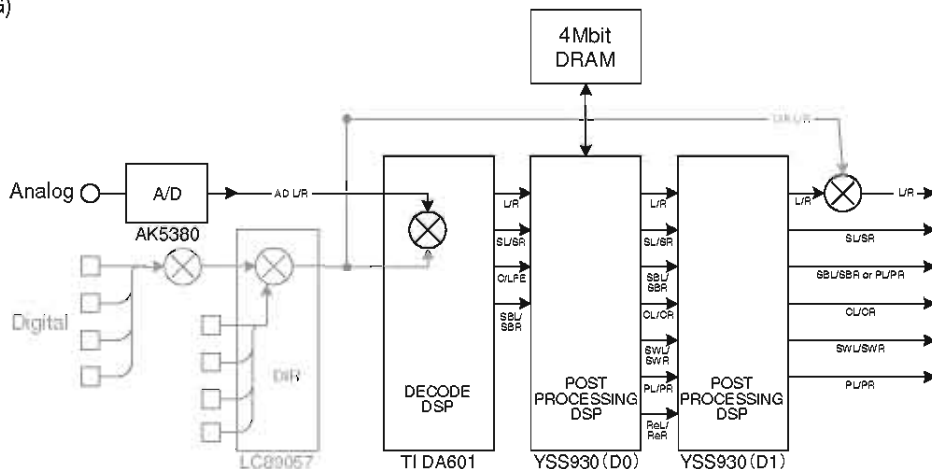 G)
4Mbit
DRAM
DIR L/R
Analog
A/D
AD L/R
AK5380
Digital
DIR
LC89057
L/R
SL/SR
C/LFE
SBL/
SBR
DECODE
DSP
TI DA601
L/R
SL/SR
SBL/
SBR
CL/CR
SWL/
SWR
PL/PR
ReL/
ReR
POST
PROCESSING
DSP
YSS930 (D0)
POST
PROCESSING
DSP
YSS930 (D1)
L/R
L/R
SL/SR
SBL/SBR or PL/PR
CL/CR
SWL/SWR
PL/PR